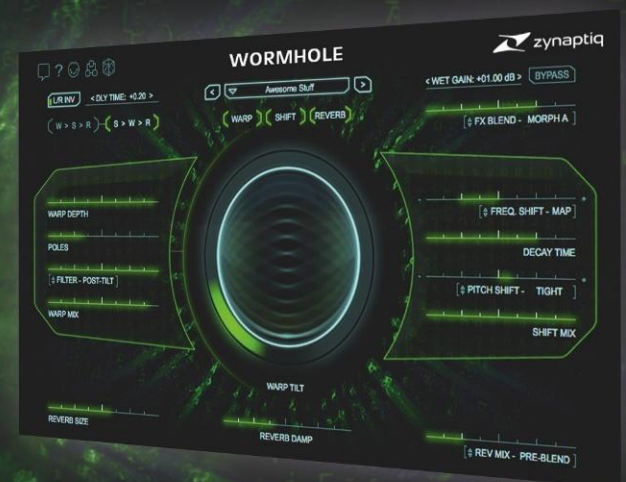 WORMHOLE
zynaptiq
?
L/R INV
< DLY TIME: +0.20 >
<
Awesome Stuff
>
< WET GAIN: +01.00 dB >
BYPASS
W > S > R
S > W > R
WARP
SHIFT
REVERB
FX BLEND - MORPH A
WARP DEPTH
POLES
FILTER - POST-TILT
WARP MIX
FREQ. SHIFT - MAP
DECAY TIME
PITCH SHIFT - TIGHT
SHIFT MIX
WARP TILT
REVERB SIZE
REVERB DAMP
REV MIX - PRE-BLEND